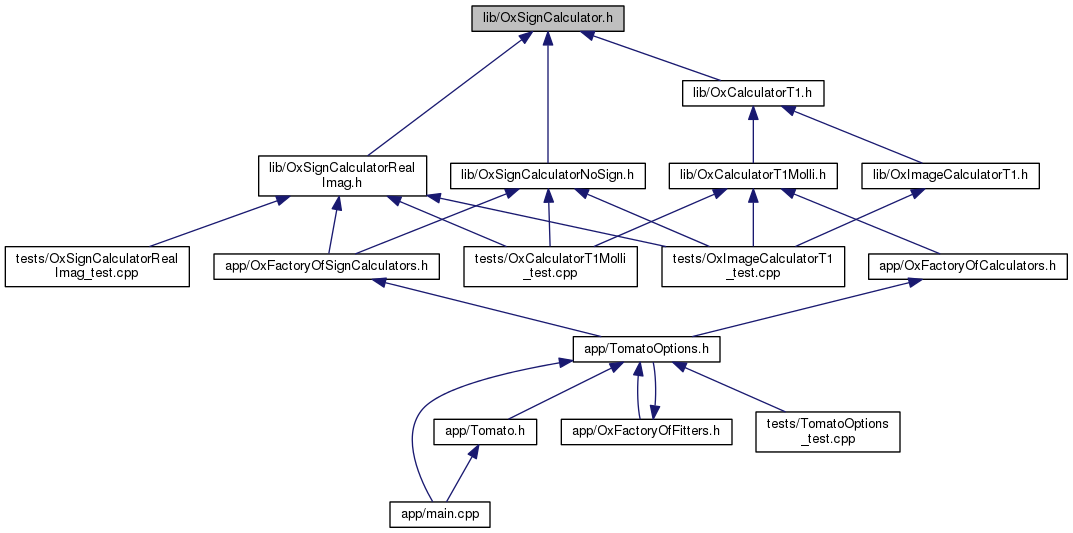 lib/OxSignCalculator.h
lib/OxCalculatorT1.h
lib/OxSignCalculatorReal
Imag.h
lib/OxSignCalculatorNoSign.h
lib/OxCalculatorT1Molli.h
lib/OxImageCalculatorT1.h
tests/OxSignCalculatorReal
Imag_test.cpp
app/OxFactoryOfSignCalculators.h
tests/OxCalculatorT1Molli
_test.cpp
tests/OxImageCalculatorT1
_test.cpp
app/OxFactoryOfCalculators.h
app/TomatoOptions.h
app/Tomato.h
app/OxFactoryOfFitters.h
tests/TomatoOptions
_test.cpp
app/main.cpp